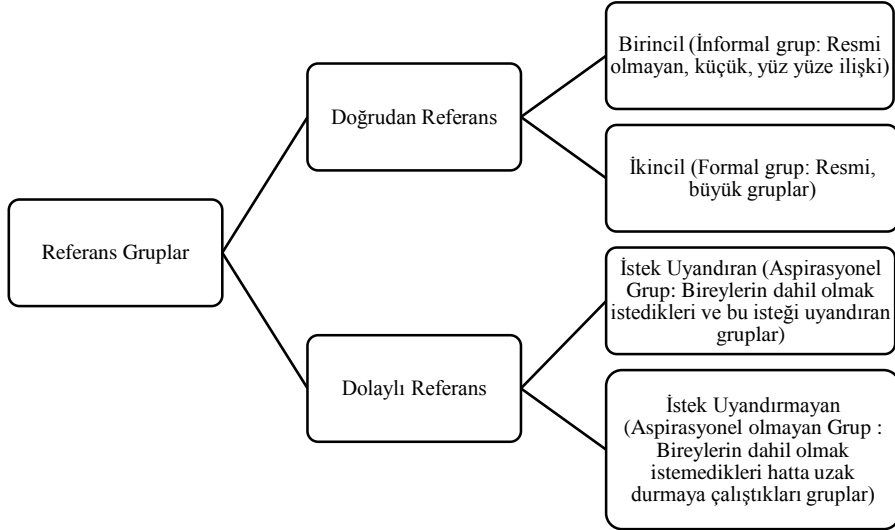 Referans Gruplar
Doğrudan Referans
Birincil (İnformal grup: Resmi
olmayan, küçük, yüz yüze ilişki)
İkincil (Formal grup: Resmi,
büyük gruplar)
Dolaylı Referans
İstek Uyandıran (Aspirasyonel
Grup: Bireylerin dahil olmak
istedikleri ve bu isteği uyandıran
gruplar)
İstek Uyandırmayan
(Aspirasyonel olmayan Grup :
Bireylerin dahil olmak
istemedikleri hatta uzak
durmaya çalıştıkları gruplar)